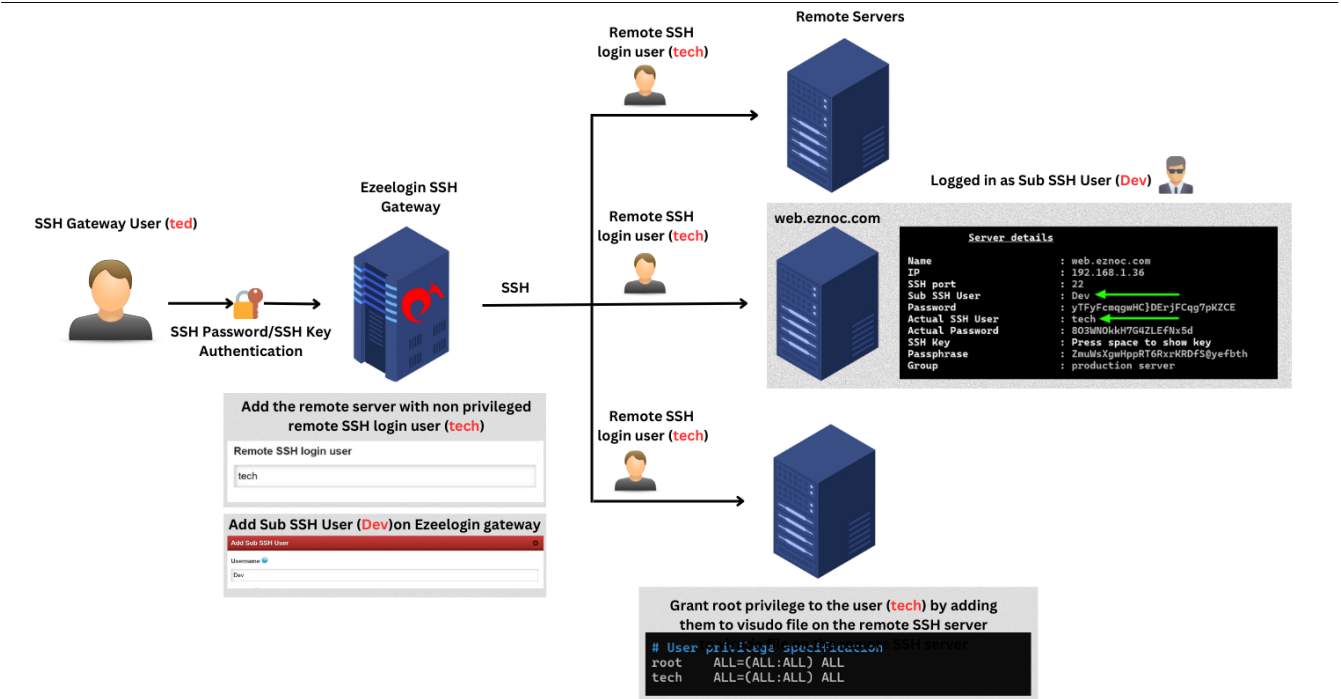 Remote Servers
Remote SSH
login user (tech)
Logged in as Sub SSH User (Dev)
Ezeelogin SSH
Gateway
SSH Gateway User (ted)
Remote SSH
login user (tech)
web.eznoc.com
Server details
Name : web.eznoc.com
IP : 192.168.1.36
SSH port : 22
Sub SSH User : Dev
Password : yTFyFcmqgwHC}DErjFCqg7pKZCE
Actual SSH User : tech
Actual Password : 8O3WNOkkH7G4ZLEfNx5d
SSH Key : Press space to show key
Passphrase : ZmuWsXgwHppRT6RxrKRDfS@yefbth
Group : production server
SSH
SSH Password/SSH Key
Authentication
Add the remote server with non privileged
remote SSH login user (tech)
Remote SSH login user
tech
Remote SSH
login user (tech)
Add Sub SSH User (Dev)on Ezeelogin gateway
Add Sub SSH User
Username
Dev
Grant root privilege to the user (tech) by adding
them to visudo file on the remote SSH server
SSH server
# User privilege specification
root ALL=(ALL:ALL) ALL
tech ALL=(ALL:ALL) ALL